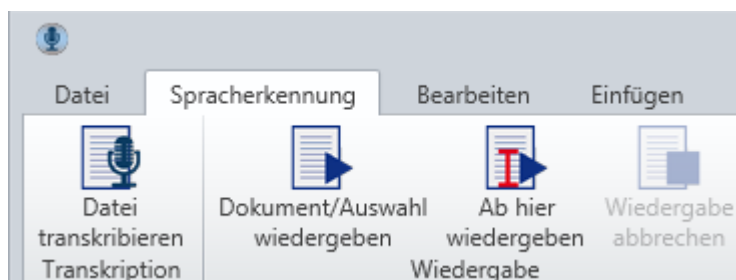 Datei Spracherkennung Bearbeiten Einfügen
Datei transkribieren
Dokument/Auswahl wiedergeben
Ab hier wiedergeben
Wiedergabe abbrechen
Transkription Wiedergabe